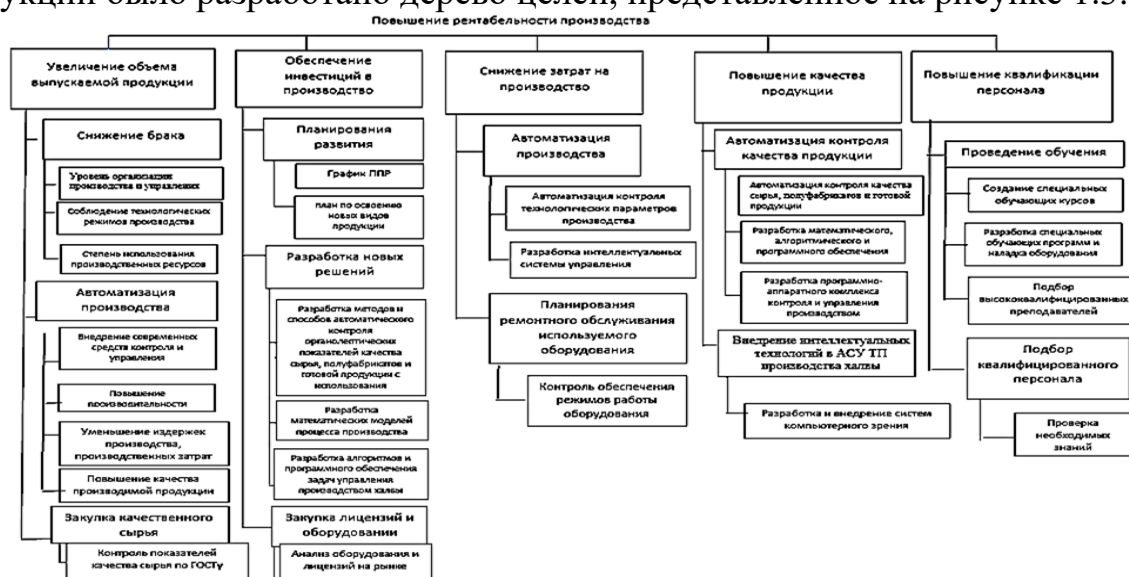 укции было разработано дерево целей, представленное на рисунке 1.3.
Повышение рентабельности производства
Увеличение объема
выпускаемой продукции
Снижение брака
Уровень организации
производства и управления
Соблюдение технологических
режимов производства
Степень использования
производственных ресурсов
Автоматизация
производства
Внедрение современных
средств контроля и
управления
Повышение
производительности
Уменьшение издержек
производства,
производственных затрат
Повышение качества
производимой продукции
Закупка качественного
сырья
Контроль показателей
качества сырья по ГОСТу
Обеспечение
инвестиций в
производство
Планирования
развития
График ППР
план по освоению
новых видов
продукции
Разработка новых
решений
Разработка методов и
способов автоматического
контроля
органолептических
показателей качества
сырья, полуфабрикатов и
готовой продукции с
использования
Разработка
математических моделей
процесса производства
Разработка алгоритмов и
программного обеспечения
задач управления
производством халвы
Закупка лицензий и
оборудовании
Анализ оборудования и
лицензий на рынке
Снижение затрат на
производство
Автоматизация
производства
Автоматизация контроля
технологических параметров
производства
Разработка интеллектуальных
системы управления
Планирования
ремонтного обслуживания
используемого
оборудования
Контроль обеспечения
режимов работы
оборудования
Повышение качества
продукции
Автоматизация контроля
качества продукции
Автоматизация контроля качества
сырья, полуфабрикатов и готовой
продукции
Разработка математического,
алгоритмического и
программного обеспечения
Разработка программно-
аппаратного комплекса
контроля и управления
производством
Внедрение интеллектуальных
технологий в АСУ ТП
производства халвы
Разработка и внедрение систем
компьютерного зрения
Повышение квалификации
персонала
Проведение обучения
Создание специальных
обучающих курсов
Разработка специальных
обучающих программ и
наладка оборудования
Подбор
высококвалифицированных
преподавателей
Подбор
квалифицированного
персонала
Проверка
необходимых
знаний